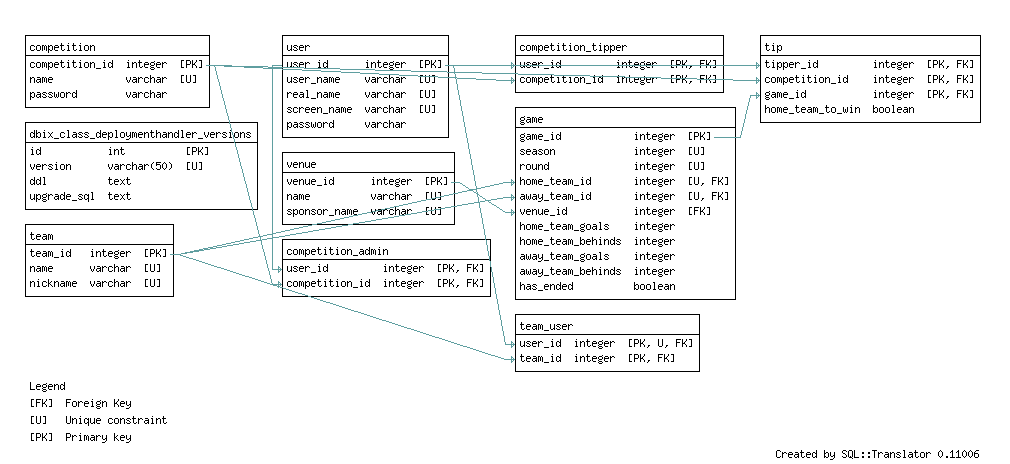 competition
competition_id integer [PK]
name varchar [U]
password varchar
dbix_class_deploymenthandler_versions
id int [PK]
version varchar(50) [U]
ddl text
upgrade_sql text
team
team_id integer [PK]
name varchar [U]
nickname varchar [U]
user
user_id integer [PK]
user_name varchar [U]
real_name varchar [U]
screen_name varchar [U]
password varchar
venue
venue_id integer [PK]
name varchar [U]
sponsor_name varchar [U]
competition_admin
user_id integer [PK, FK]
competition_id integer [PK, FK]
competition_tipper
user_id integer [PK, FK]
competition_id integer [PK, FK]
game
game_id integer [PK]
season integer [U]
round integer [U]
home_team_id integer [U, FK]
away_team_id integer [U, FK]
venue_id integer [FK]
home_team_goals integer
home_team_behinds integer
away_team_goals integer
away_team_behinds integer
has_ended boolean
team_user
user_id integer [PK, U, FK]
team_id integer [PK, FK]
tip
tipper_id integer [PK, FK]
competition_id integer [PK, FK]
game_id integer [PK, FK]
home_team_to_win boolean
Legend
[FK] Foreign Key
[U] Unique constraint
[PK] Primary key
Created by SQL::Translator 0.11006